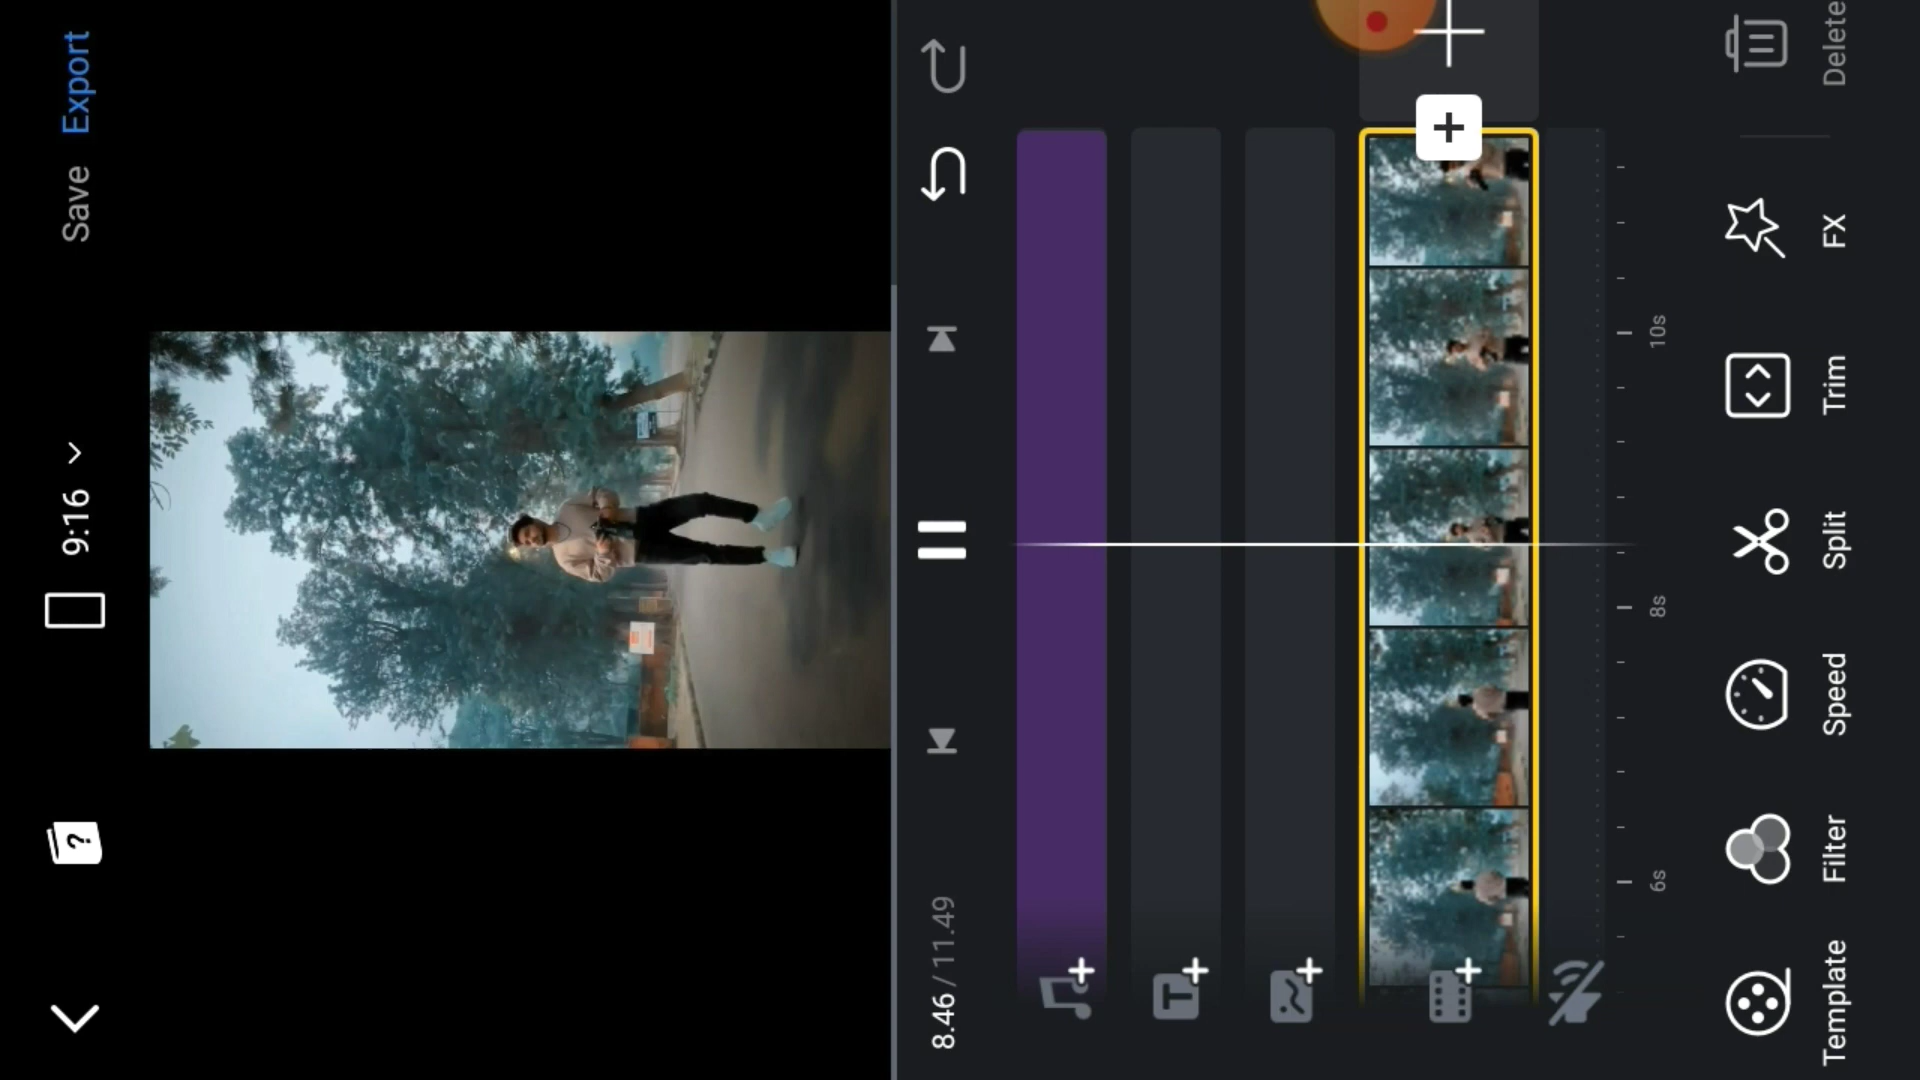 9:16
Save
Export
8.46 / 11.49
6s
8s
10s
Template
Filter
Speed
Split
Trim
FX
Delete